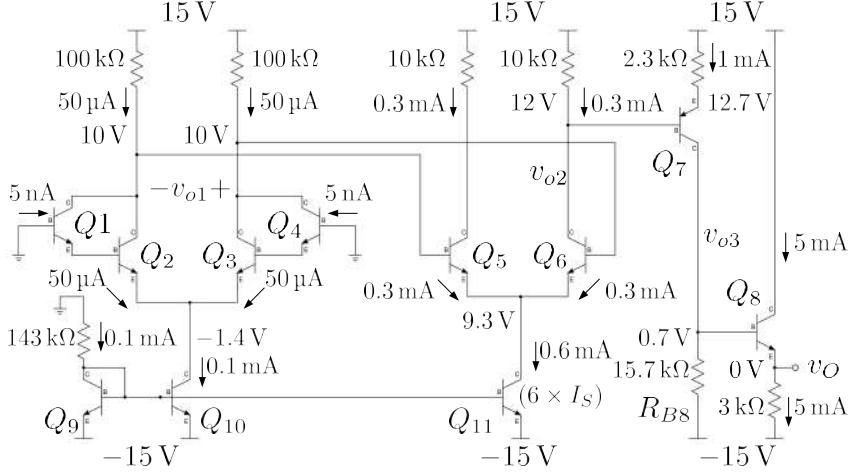 15 V 15 V 15 V
100 kΩ 100 kΩ 10 kΩ 10 kΩ 2.3 kΩ 1 mA
50 μA 50 μA 0.3 mA 12 V 0.3 mA 12.7 V
10 V 10 V
E
B
C
Q7
5 nA −vo1+ 5 nA vo2
C C
B Q1 Q4 B
E E
C C C C
B Q2 Q3 B B Q5 Q6 B vo3 5 mA
E E E E
50 μA 50 μA 0.3 mA 0.3 mA Q8
143 kΩ 0.1 mA −1.4 V 9.3 V 0.7 V
C
B
E
0.1 mA 0.6 mA 15.7 kΩ 0 V vO
C C C
B B (6 × IS) B RB8 3 kΩ 5 mA
E E E
Q9 Q10 Q11
−15 V −15 V −15 V